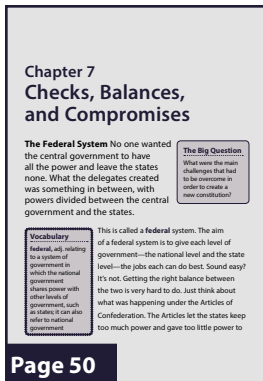 Chapter 7
Checks, Balances,
and Compromises
The Federal System No one wanted
the central government to have
all the power and leave the states
none. What the delegates created
was something in between, with
powers divided between the central
government and the states.
The Big Question
What were the main
challenges that had
to be overcome in
order to create a
new constitution?
Vocabulary
federal, adj. relating
to a system of
government in
which the national
government
shares power with
other levels of
government, such
as states; it can also
refer to national
government
This is called a federal system. The aim
of a federal system is to give each level of
government—the national level and the state
level—the jobs each can do best. Sound easy?
It's not. Getting the right balance between
the two is very hard to do. Just think about
what was happening under the Articles of
Confederation. The Articles let the states keep
too much power and gave too little power to
Page 50